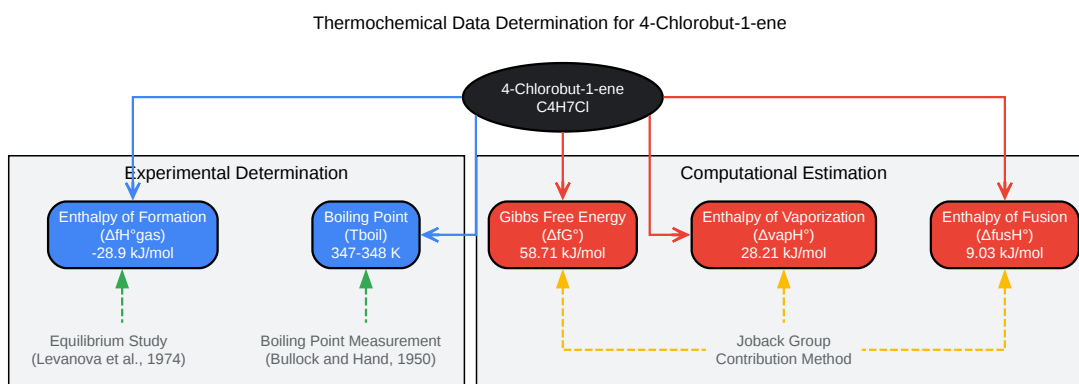 Thermochemical Data Determination for 4-Chlorobut-1-ene
4-Chlorobut-1-ene
C4H7Cl
Experimental Determination
Computational Estimation
Enthalpy of Formation
(ΔfH°gas)
-28.9 kJ/mol
Boiling Point
(Tboil)
347-348 K
Gibbs Free Energy
(ΔfG°)
58.71 kJ/mol
Enthalpy of Vaporization
(ΔvapH°)
28.21 kJ/mol
Enthalpy of Fusion
(ΔfusH°)
9.03 kJ/mol
Equilibrium Study
(Levanova et al., 1974)
Boiling Point Measurement
(Bullock and Hand, 1950)
Joback Group
Contribution Method